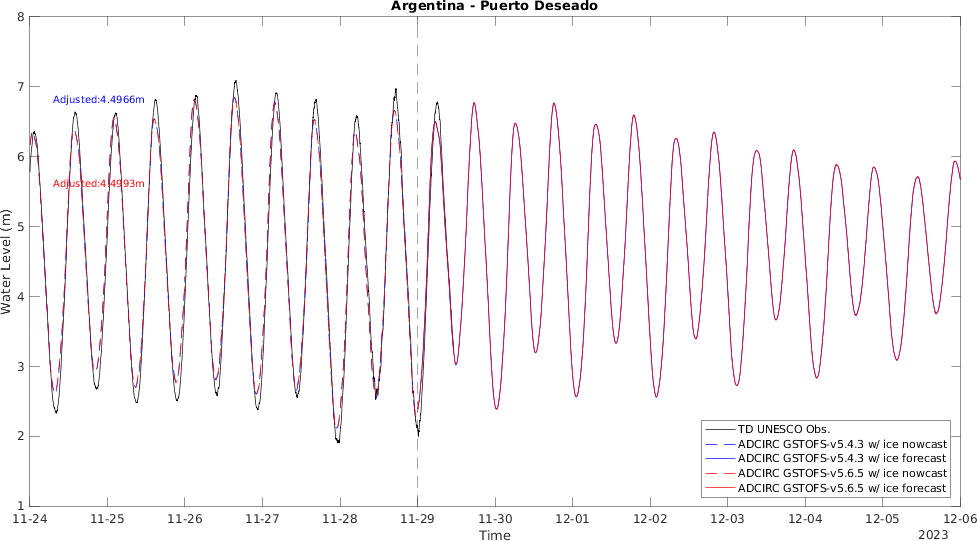 Argentina - Puerto Deseado
8
7
6
5
4
3
2
1
Water Level (m)
Adjusted:4.4966m
Adjusted:4.4993m
TD UNESCO Obs.
ADCIRC GSTOFS-v5.4.3 w/ ice nowcast
ADCIRC GSTOFS-v5.4.3 w/ ice forecast
ADCIRC GSTOFS-v5.6.5 w/ ice nowcast
ADCIRC GSTOFS-v5.6.5 w/ ice forecast
11-24 11-25 11-26 11-27 11-28 11-29 11-30 12-01 12-02 12-03 12-04 12-05 12-06
Time
2023